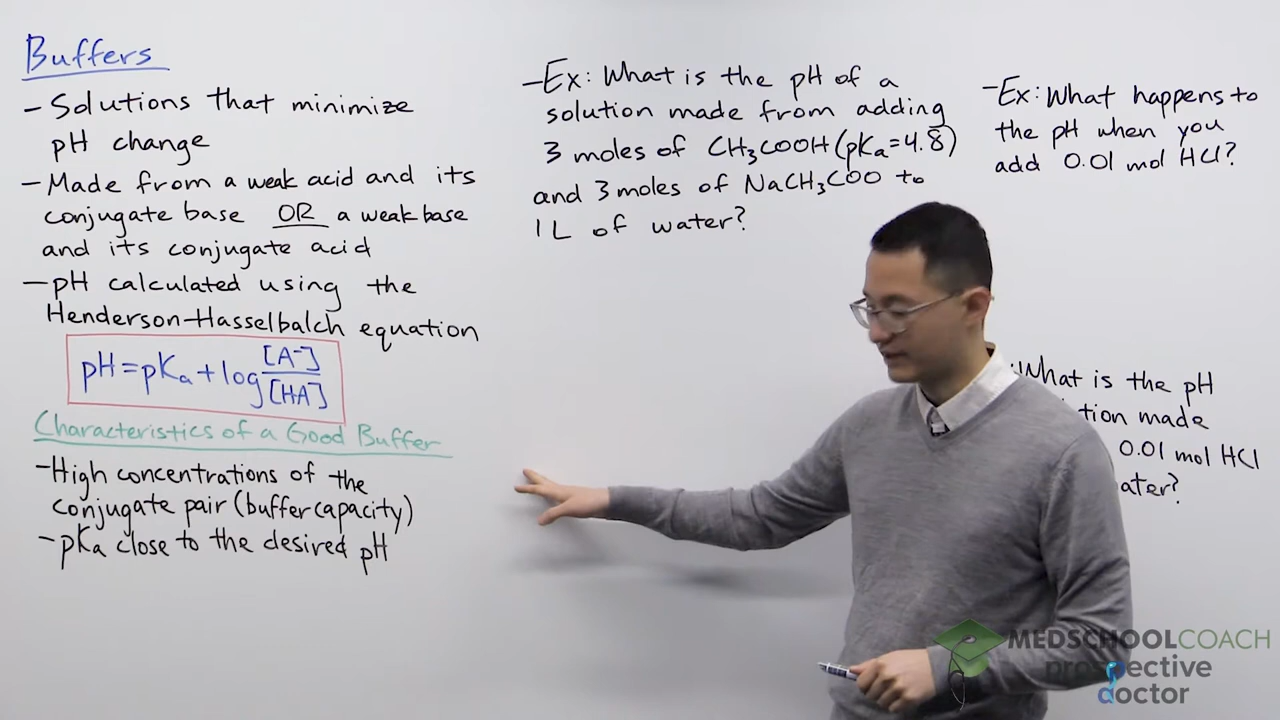 Buffers
- Solutions that minimize
pH change
- Made from a weak acid and its
conjugate base OR a weak base
and its conjugate acid
- pH calculated using the
Henderson-Hasselbalch equation
pH = pKa + log [A⁻]/[HA]
Characteristics of a Good Buffer
- High concentrations of the
conjugate pair (buffer capacity)
- pKa close to the desired pH
- Ex: What is the pH of a
solution made from adding
3 moles of CH₃COOH (pKa = 4.8)
and 3 moles of NaCH₃COO to
1L of water?
- Ex: What happens to
the pH when you
add 0.01 mol HCl?
What is the pH
made
0.01 mol HCl
MEDSCHOOLCOACH
prospective
doctor